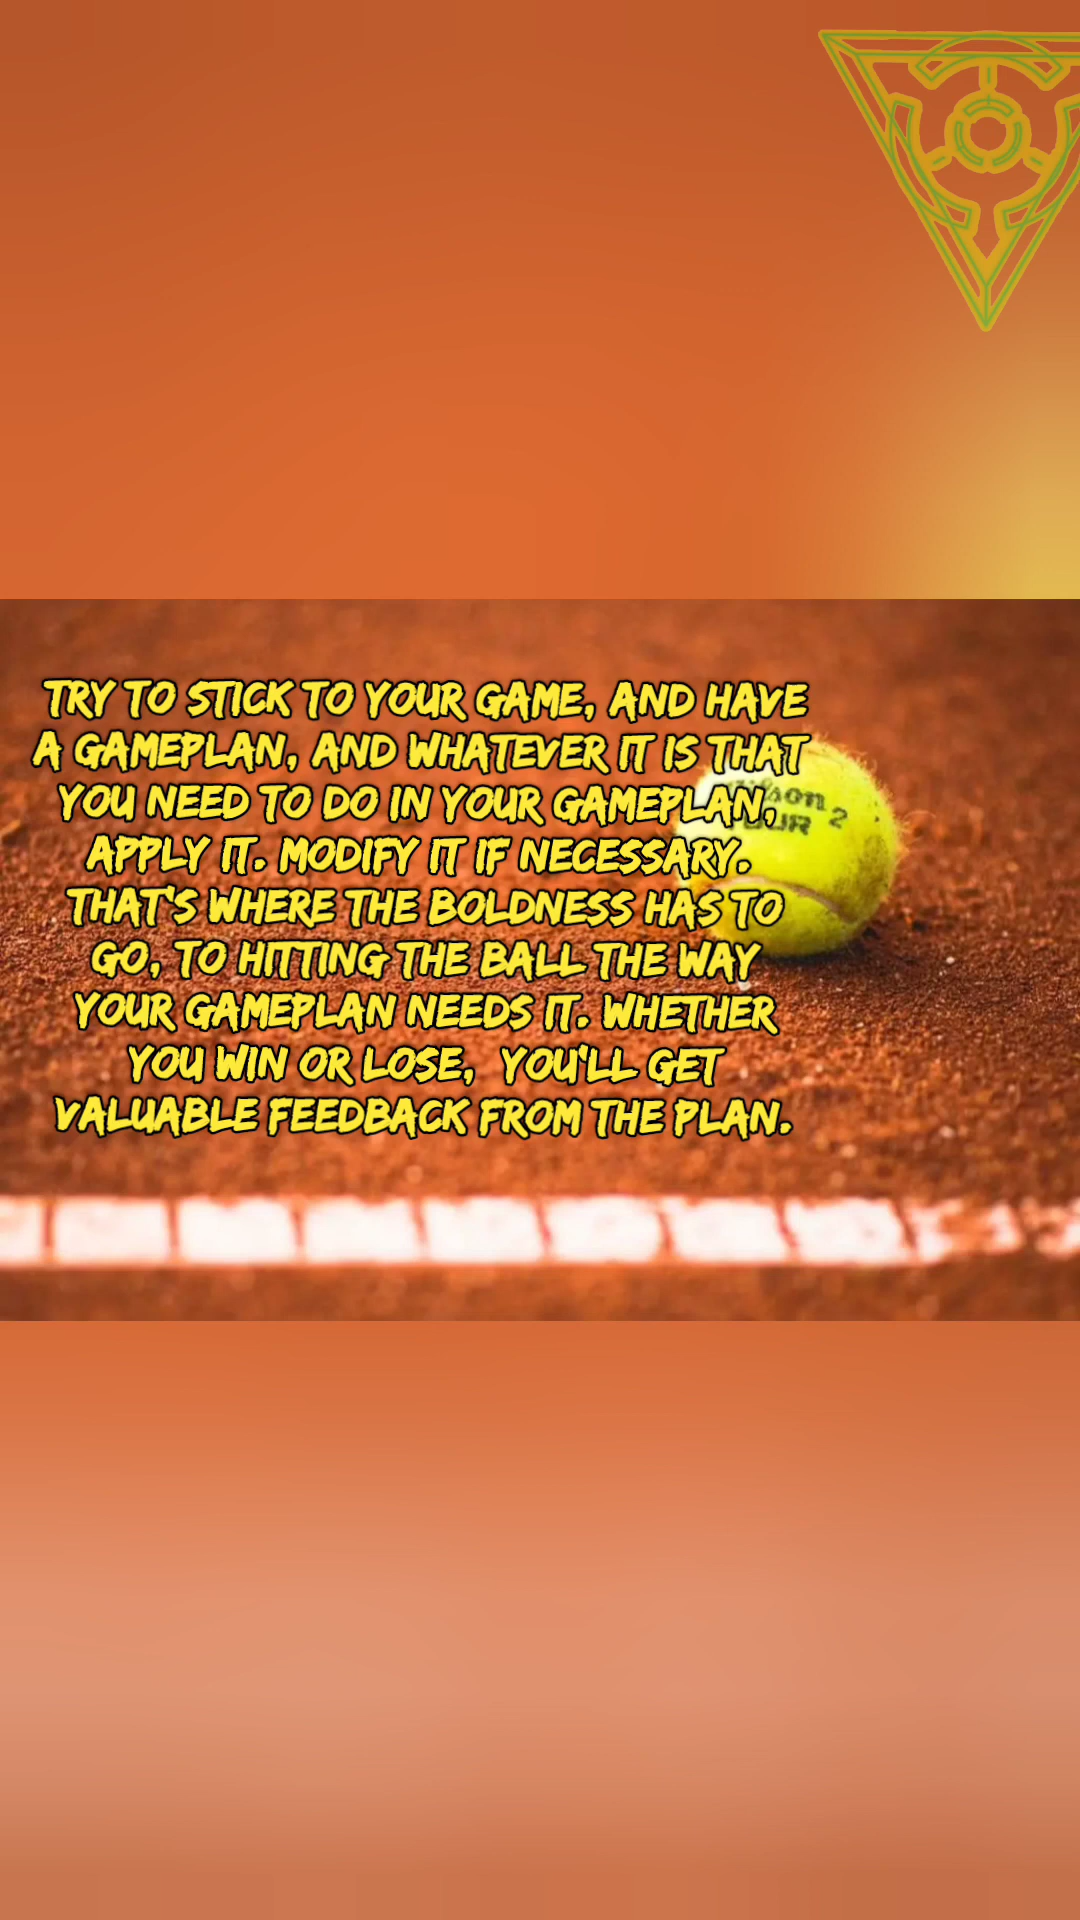 TRY TO STICK TO YOUR GAME, AND HAVE
A GAMEPLAN, AND WHATEVER IT IS THAT
YOU NEED TO DO IN YOUR GAMEPLAN,
APPLY IT. MODIFY IT IF NECESSARY.
THAT'S WHERE THE BOLDNESS HAS TO
GO, TO HITTING THE BALL THE WAY
YOUR GAMEPLAN NEEDS IT. WHETHER
YOU WIN OR LOSE, YOU'LL GET
VALUABLE FEEDBACK FROM THE PLAN.
Wilson 2
TOUR